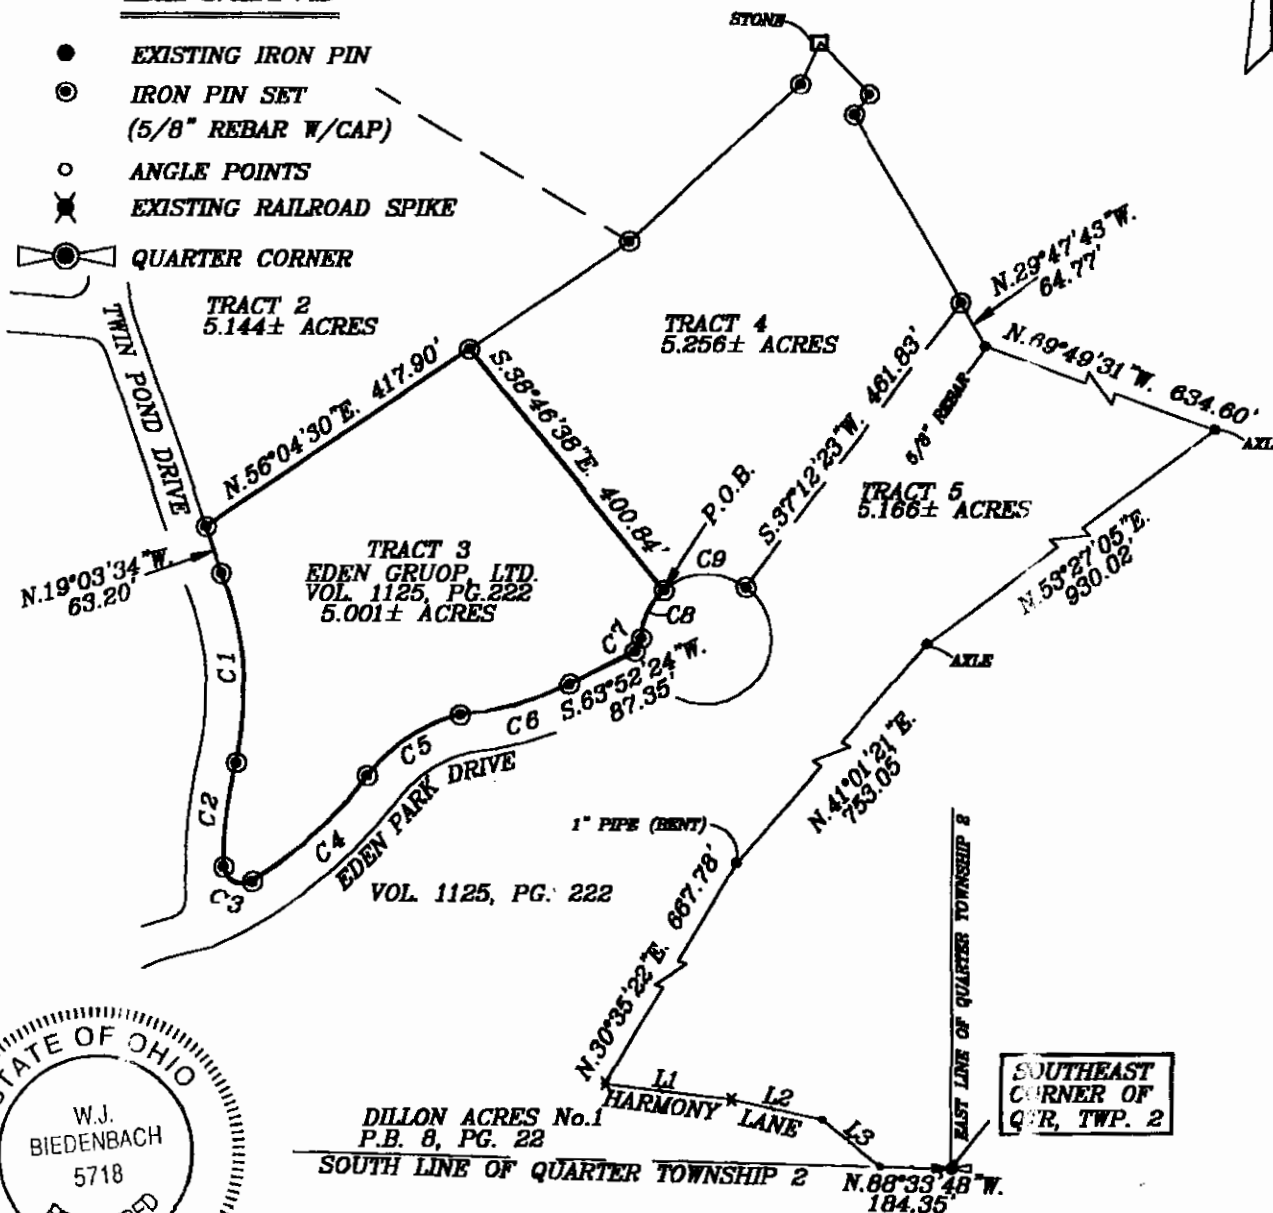 EXISTING IRON PIN
IRON PIN SET
(5/8" REBAR W/CAP)
ANGLE POINTS
EXISTING RAILROAD SPIKE
QUARTER CORNER
STONE
TWIN POND DRIVE
TRACT 2
5.144± ACRES
TRACT 4
5.256± ACRES
N.29°47'43"W.
64.77'
N.69°49'31"W. 634.60'
5/8" REBAR
N.56°04'30"E. 417.90'
S.38°46'38"E. 400.84'
S.37°12'23"W. 461.83'
P.O.B.
TRACT 5
5.166± ACRES
N.19°03'34"W.
63.20'
TRACT 3
EDEN GRUOP, LTD.
VOL. 1125, PG.222
5.001± ACRES
C9
C8
C7
S.63°52'24"W.
87.35'
N.53°27'05"E.
930.02'
AXLE
C1
C6
C5
C2
C4
C3
EDEN PARK DRIVE
N.41°01'21"E.
753.05'
1" PIPE (BENT)
VOL. 1125, PG. 222
N.30°35'22"E. 667.78'
EAST LINE OF QUARTER TOWNSHIP 2
L1
L2
L3
HARMONY LANE
DILLON ACRES No.1
P.B. 8, PG. 22
SOUTH LINE OF QUARTER TOWNSHIP 2
N.88°33'48"W.
184.35'
SOUTHEAST
CORNER OF
QTR, TWP. 2
STATE OF OHIO
W.J.
BIEDENBACH
5718